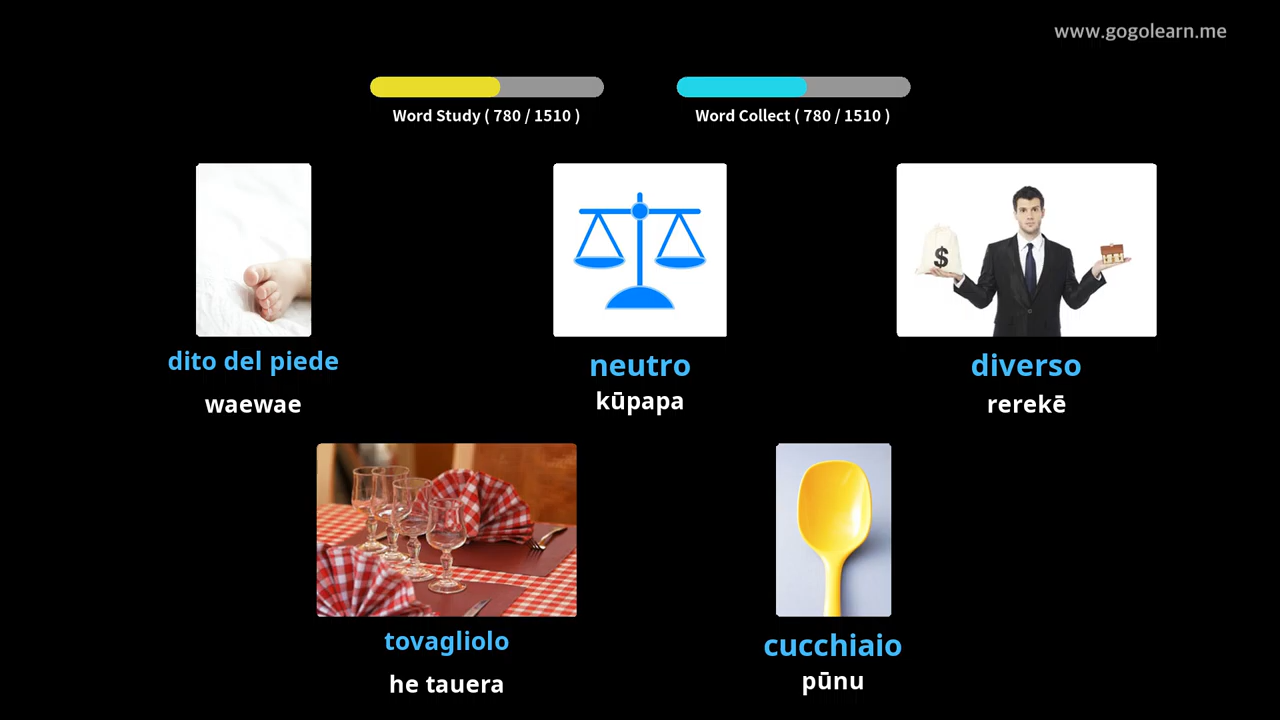 www.gogolearn.me
Word Study ( 780 / 1510 )
Word Collect ( 780 / 1510 )
$
dito del piede
waewae
neutro
kūpapa
diverso
rerekē
tovagliolo
he tauera
cucchiaio
pūnu